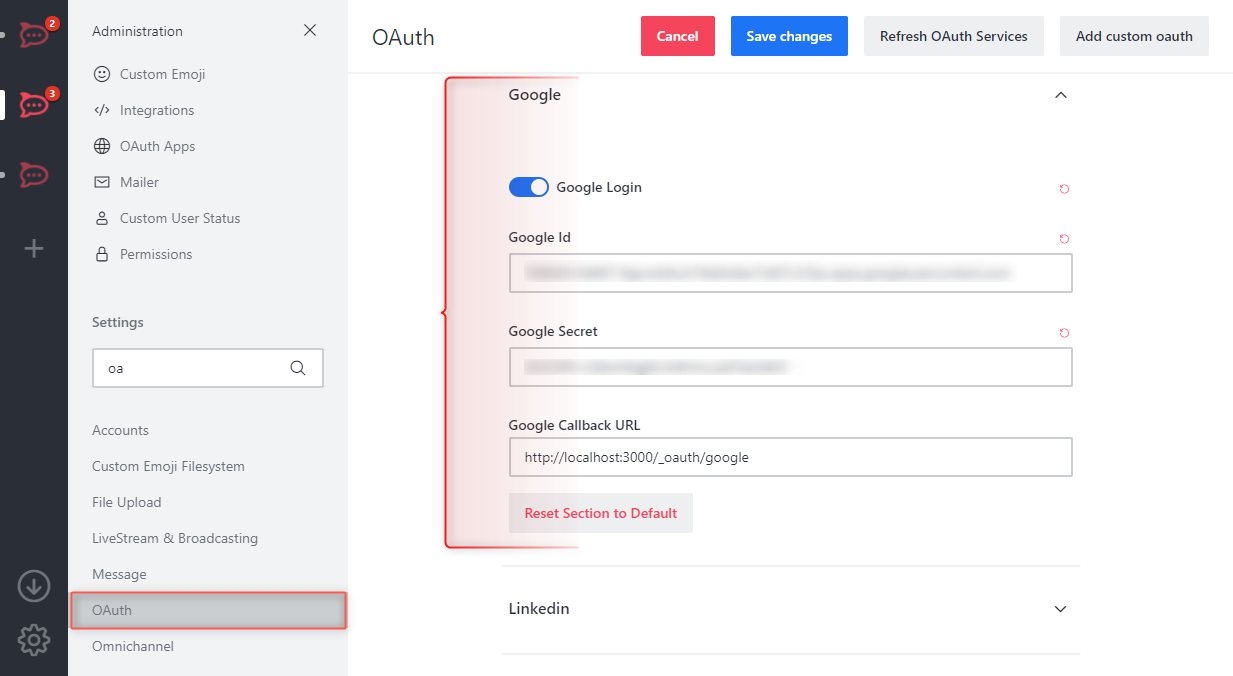 2
3
Administration
Custom Emoji
Integrations
OAuth Apps
Mailer
Custom User Status
Permissions
Settings
oa
Accounts
Custom Emoji Filesystem
File Upload
LiveStream & Broadcasting
Message
OAuth
Omnichannel
OAuth
Cancel
Save changes
Refresh OAuth Services
Add custom oauth
Google
Google Login
Google Id
Google Secret
Google Callback URL
http://localhost:3000/_oauth/google
Reset Section to Default
Linkedin